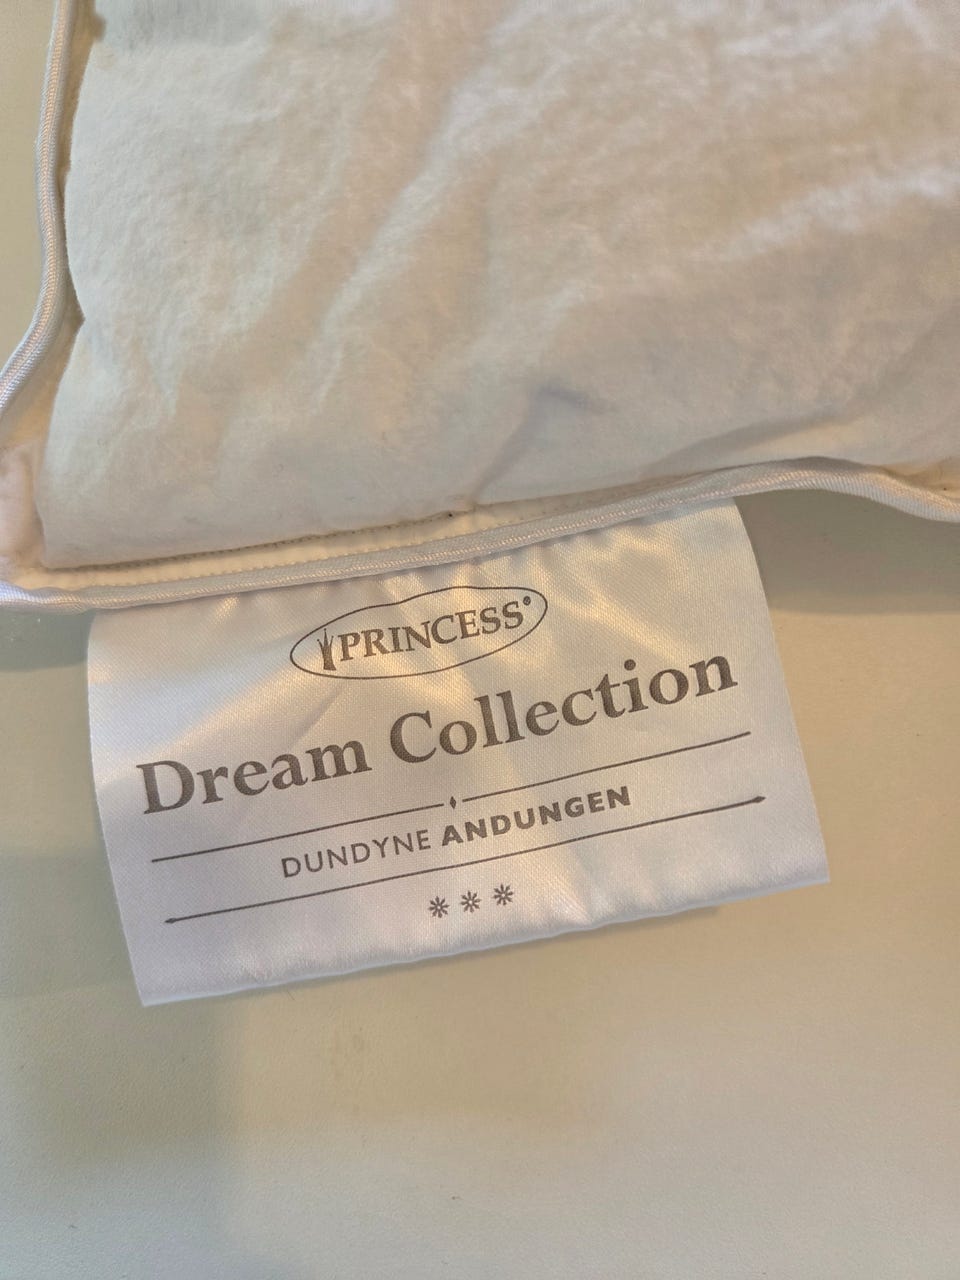 PRINCESS®
Dream Collection
DUNDYNE ANDUNGEN
***